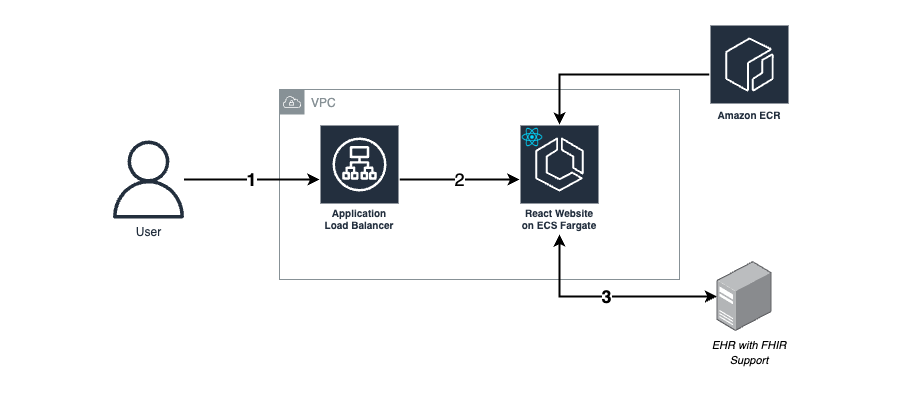 Amazon ECR
VPC
1
2
Application
Load Balancer
React Website
on ECS Fargate
User
3
EHR with FHIR
Support